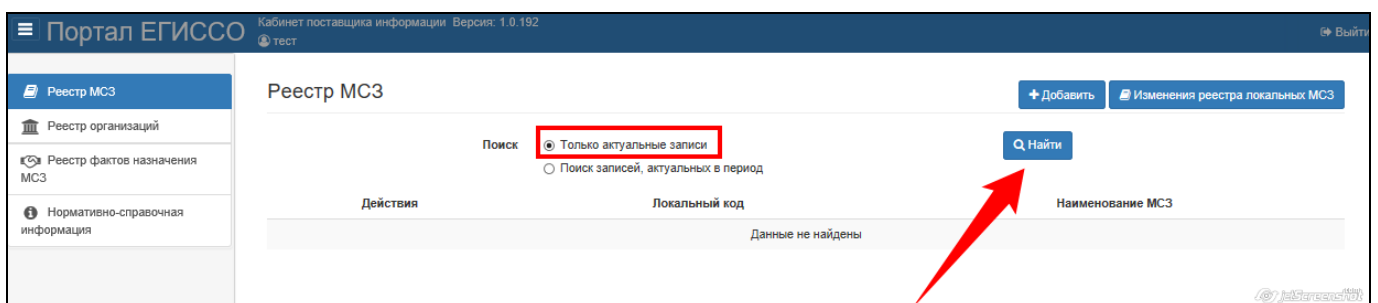 Портал ЕГИССО
Кабинет поставщика информации Версия: 1.0.192
тест
Выйти
Реестр МСЗ
Реестр организаций
Реестр фактов назначения
МСЗ
Нормативно-справочная
информация
Реестр МСЗ
Добавить
Изменения реестра локальных МСЗ
Поиск
Только актуальные записи
Поиск записей, актуальных в период
Найти
Действия Локальный код Наименование МСЗ
Данные не найдены
jetScreenshot